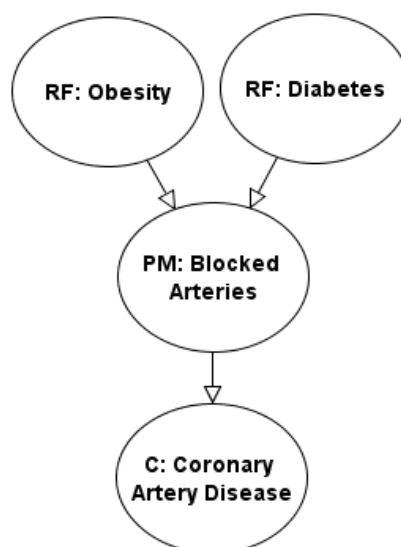 RF: Obesity
RF: Diabetes
PM: Blocked
Arteries
C: Coronary
Artery Disease